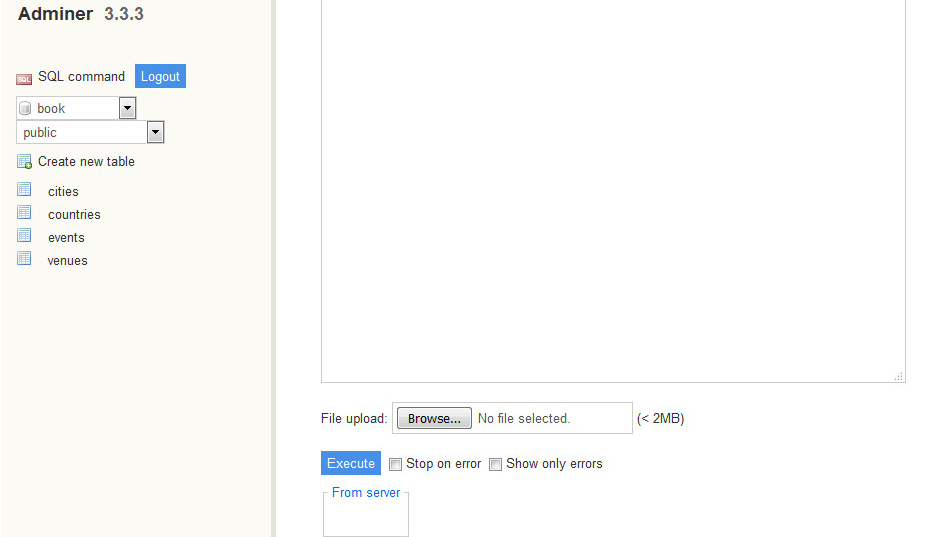 Adminer 3.3.3
SQL
SQL command Logout
book
public
Create new table
cities
countries
events
venues
File upload: Browse... No file selected. (< 2MB)
Execute Stop on error Show only errors
From server